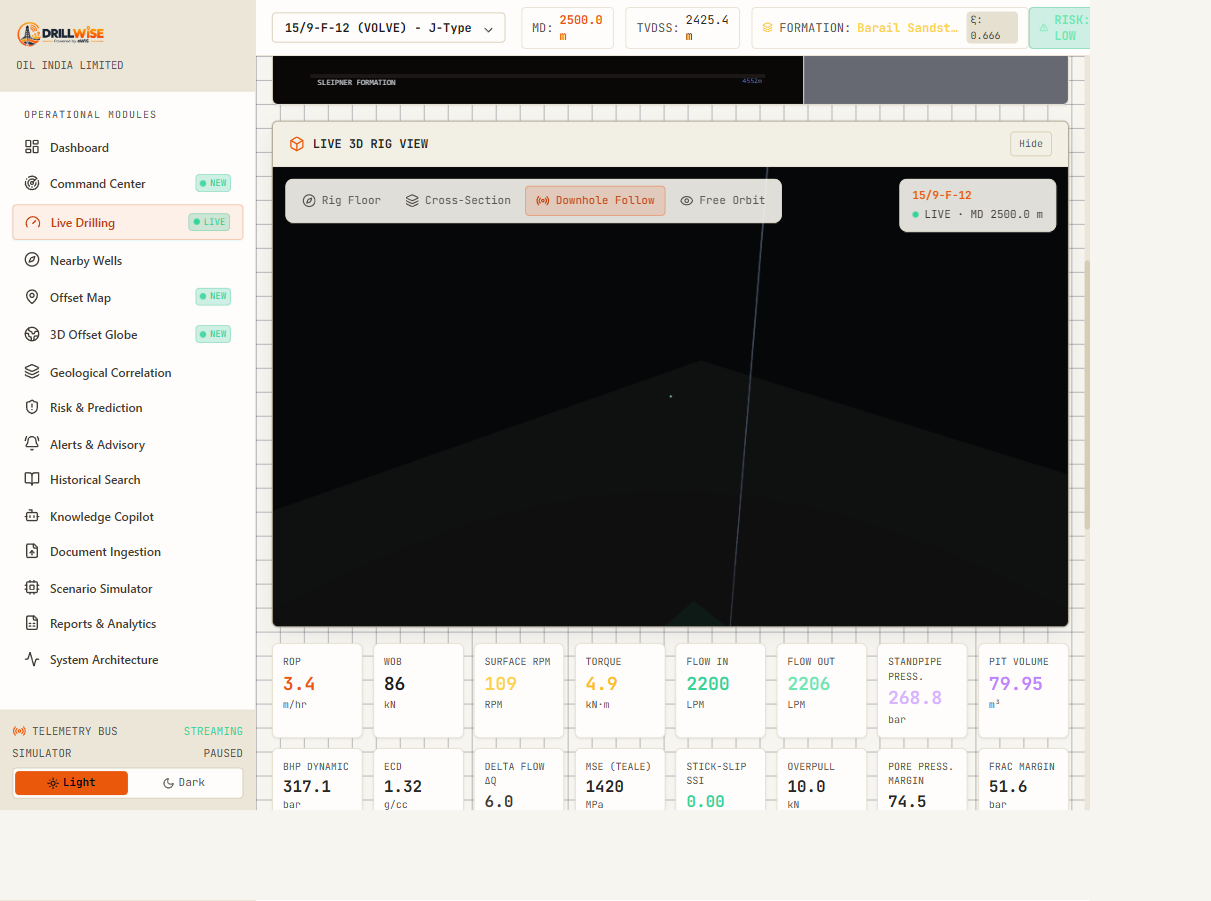 DRILLWISE
OIL INDIA LIMITED
OPERATIONAL MODULES
Dashboard
Command Center NEW
Live Drilling LIVE
Nearby Wells
Offset Map NEW
3D Offset Globe NEW
Geological Correlation
Risk & Prediction
Alerts & Advisory
Historical Search
Knowledge Copilot
Document Ingestion
Scenario Simulator
Reports & Analytics
System Architecture
TELEMETRY BUS STREAMING
SIMULATOR PAUSED
Light Dark
15/9-F-12 (VOLVE) - J-Type
MD: 2500.0 m
TVDSS: 2425.4 m
FORMATION: Barail Sandst…
ξ: 0.666
RISK: LOW
SLEIPNER FORMATION 4552m
LIVE 3D RIG VIEW Hide
Rig Floor Cross-Section Downhole Follow Free Orbit
15/9-F-12
LIVE · MD 2500.0 m
ROP
3.4
m/hr
WOB
86
kN
SURFACE RPM
109
RPM
TORQUE
4.9
kN·m
FLOW IN
2200
LPM
FLOW OUT
2206
LPM
STANDPIPE PRESS.
268.8
bar
PIT VOLUME
79.95
m³
BHP DYNAMIC
317.1
bar
ECD
1.32
g/cc
DELTA FLOW ΔQ
6.0
MSE (TEALE)
1420
MPa
STICK-SLIP SSI
0.00
OVERPULL
10.0
kN
PORE PRESS. MARGIN
74.5
FRAC MARGIN
51.6
bar